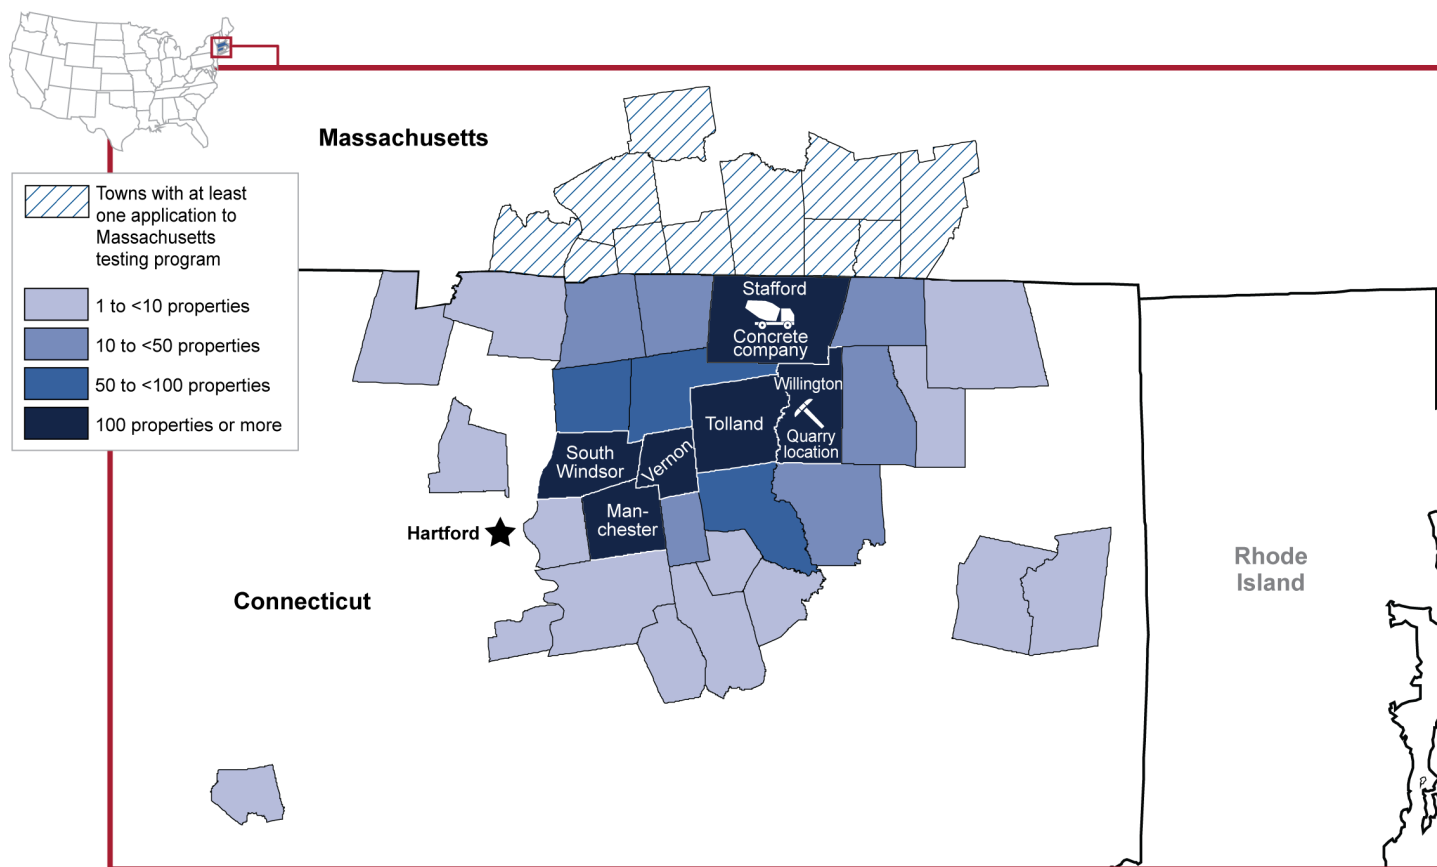 Massachusetts
Towns with at least
one application to
Massachusetts
testing program
1 to <10 properties
10 to <50 properties
50 to <100 properties
100 properties or more
Stafford
Concrete
company
Willington
Quarry
location
Tolland
South
Windsor
Vernon
Man-
chester
Hartford
Connecticut
Rhode
Island